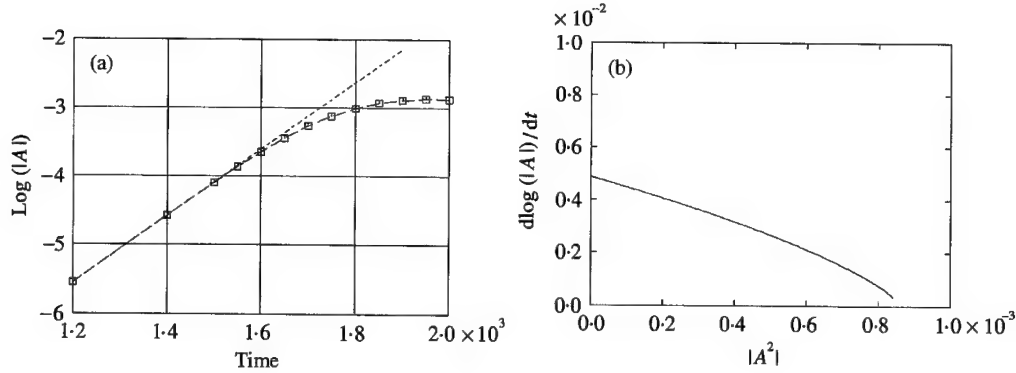 (a)
Log (|A|)
−2
−3
−4
−5
−6
1·2
1·4
1·6
1·8
2·0 × 10³
Time
(b)
× 10⁻²
dlog (|A|)/dt
1·0
0·8
0·6
0·4
0·2
0·0
0·0
0·2
0·4
0·6
0·8
1·0 × 10⁻³
|A²|